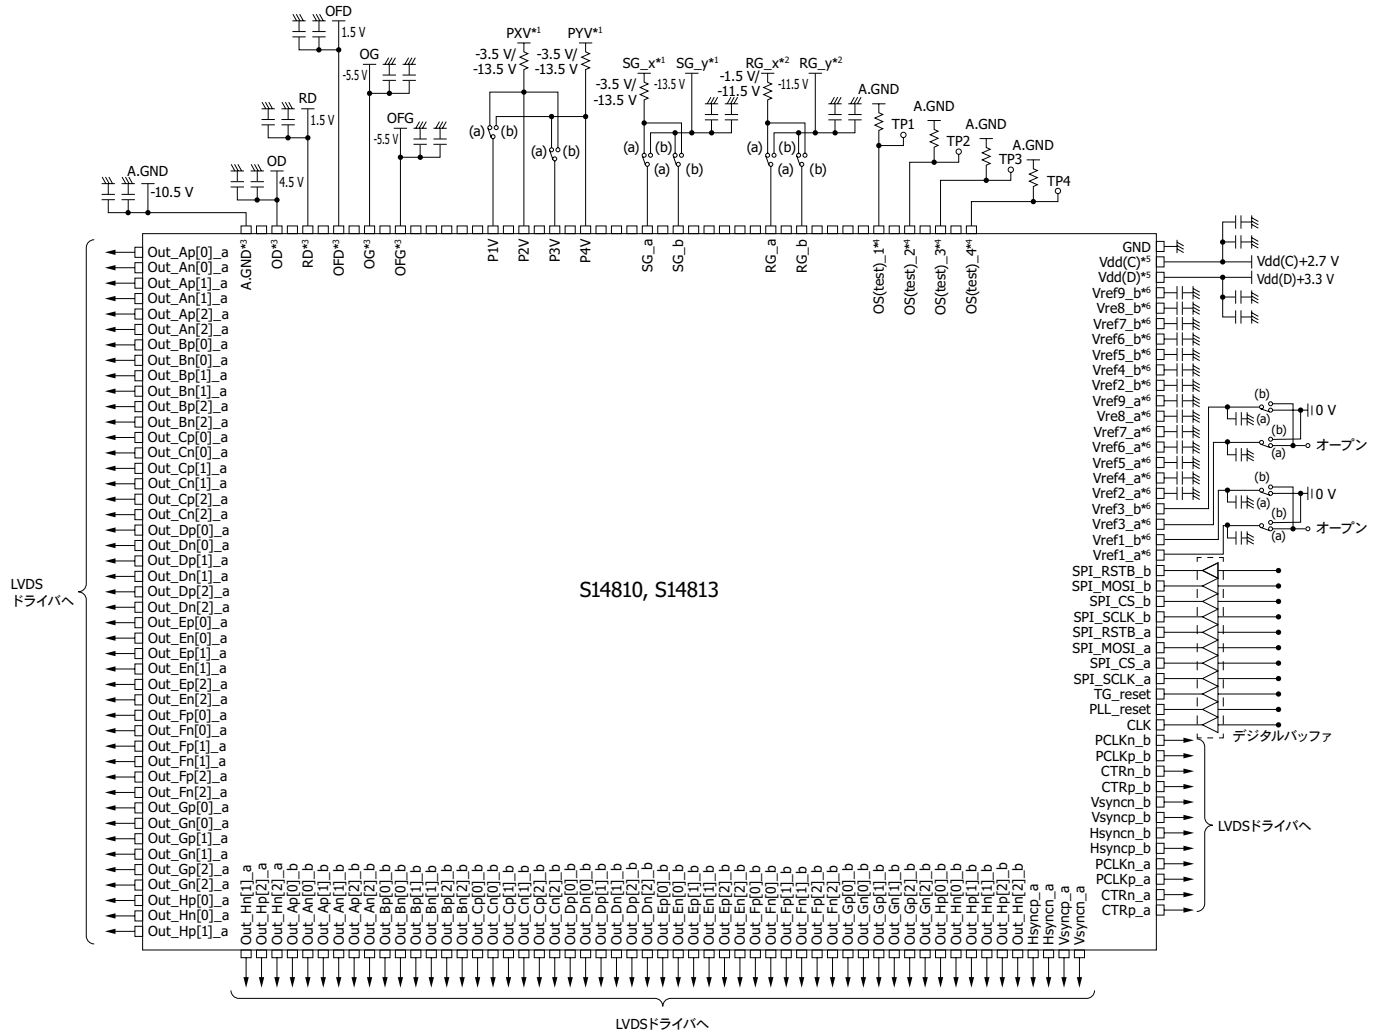 OFD
1.5 V
OG
-5.5 V
RD
1.5 V
OFG
-5.5 V
OD
4.5 V
A.GND
-10.5 V
PXV*1
-3.5 V/
-13.5 V
PYV*1
-3.5 V/
-13.5 V
(a)
(b)
(a)
(b)
SG_x*1
-3.5 V/
-13.5 V
SG_y*1
-13.5 V
(a)
(b)
(a)
(b)
RG_x*2
-1.5 V/
-11.5 V
RG_y*2
-11.5 V
(a)
(b)
(a)
(b)
A.GND
TP1
A.GND
TP2
A.GND
TP3
A.GND
TP4
A.GND*3
OD*3
RD*3
OFD*3
OG*3
OFG*3
P1V
P2V
P3V
P4V
SG_a
SG_b
RG_a
RG_b
OS(test)_1*4
OS(test)_2*4
OS(test)_3*4
OS(test)_4*4
LVDS
ドライバへ
Out_Ap[0]_a
Out_An[0]_a
Out_Ap[1]_a
Out_An[1]_a
Out_Ap[2]_a
Out_An[2]_a
Out_Bp[0]_a
Out_Bn[0]_a
Out_Bp[1]_a
Out_Bn[1]_a
Out_Bp[2]_a
Out_Bn[2]_a
Out_Cp[0]_a
Out_Cn[0]_a
Out_Cp[1]_a
Out_Cn[1]_a
Out_Cp[2]_a
Out_Cn[2]_a
Out_Dp[0]_a
Out_Dn[0]_a
Out_Dp[1]_a
Out_Dn[1]_a
Out_Dp[2]_a
Out_Dn[2]_a
Out_Ep[0]_a
Out_En[0]_a
Out_Ep[1]_a
Out_En[1]_a
Out_Ep[2]_a
Out_En[2]_a
Out_Fp[0]_a
Out_Fn[0]_a
Out_Fp[1]_a
Out_Fn[1]_a
Out_Fp[2]_a
Out_Fn[2]_a
Out_Gp[0]_a
Out_Gn[0]_a
Out_Gp[1]_a
Out_Gn[1]_a
Out_Gp[2]_a
Out_Gn[2]_a
Out_Hp[0]_a
Out_Hn[0]_a
Out_Hp[1]_a
S14810, S14813
GND
Vdd(C)*5
Vdd(D)*5
Vref9_b*6
Vre8_b*6
Vref7_b*6
Vref6_b*6
Vref5_b*6
Vref4_b*6
Vref2_b*6
Vref9_a*6
Vre8_a*6
Vref7_a*6
Vref6_a*6
Vref5_a*6
Vref4_a*6
Vref2_a*6
Vref3_b*6
Vref3_a*6
Vref1_b*6
Vref1_a*6
SPI_RSTB_b
SPI_MOSI_b
SPI_CS_b
SPI_SCLK_b
SPI_RSTB_a
SPI_MOSI_a
SPI_CS_a
SPI_SCLK_a
TG_reset
PLL_reset
CLK
PCLKn_b
PCLKp_b
CTRn_b
CTRp_b
Vsyncn_b
Vsyncp_b
Hsyncn_b
Hsyncp_b
PCLKn_a
PCLKp_a
CTRn_a
CTRp_a
Vdd(C)+2.7 V
Vdd(D)+3.3 V
(b)
0 V
(a)
(b)
オープン
(a)
(b)
0 V
(a)
(b)
オープン
(a)
デジタルバッファ
LVDSドライバへ
Out_Hn[1]_a
Out_Hp[2]_a
Out_Hn[2]_a
Out_Ap[0]_b
Out_An[0]_b
Out_Ap[1]_b
Out_An[1]_b
Out_Ap[2]_b
Out_An[2]_b
Out_Bp[0]_b
Out_Bn[0]_b
Out_Bp[1]_b
Out_Bn[1]_b
Out_Bp[2]_b
Out_Bn[2]_b
Out_Cp[0]_b
Out_Cn[0]_b
Out_Cp[1]_b
Out_Cn[1]_b
Out_Cp[2]_b
Out_Cn[2]_b
Out_Dp[0]_b
Out_Dn[0]_b
Out_Dp[1]_b
Out_Dn[1]_b
Out_Dp[2]_b
Out_Dn[2]_b
Out_Ep[0]_b
Out_En[0]_b
Out_Ep[1]_b
Out_En[1]_b
Out_Ep[2]_b
Out_En[2]_b
Out_Fp[0]_b
Out_Fn[0]_b
Out_Fp[1]_b
Out_Fn[1]_b
Out_Fp[2]_b
Out_Fn[2]_b
Out_Gp[0]_b
Out_Gn[0]_b
Out_Gp[1]_b
Out_Gn[1]_b
Out_Gp[2]_b
Out_Gn[2]_b
Out_Hp[0]_b
Out_Hn[0]_b
Out_Hp[1]_b
Out_Hn[1]_b
Out_Hp[2]_b
Out_Hn[2]_b
Hsyncp_a
Hsyncn_a
Vsyncp_a
Vsyncn_a
LVDSドライバへ